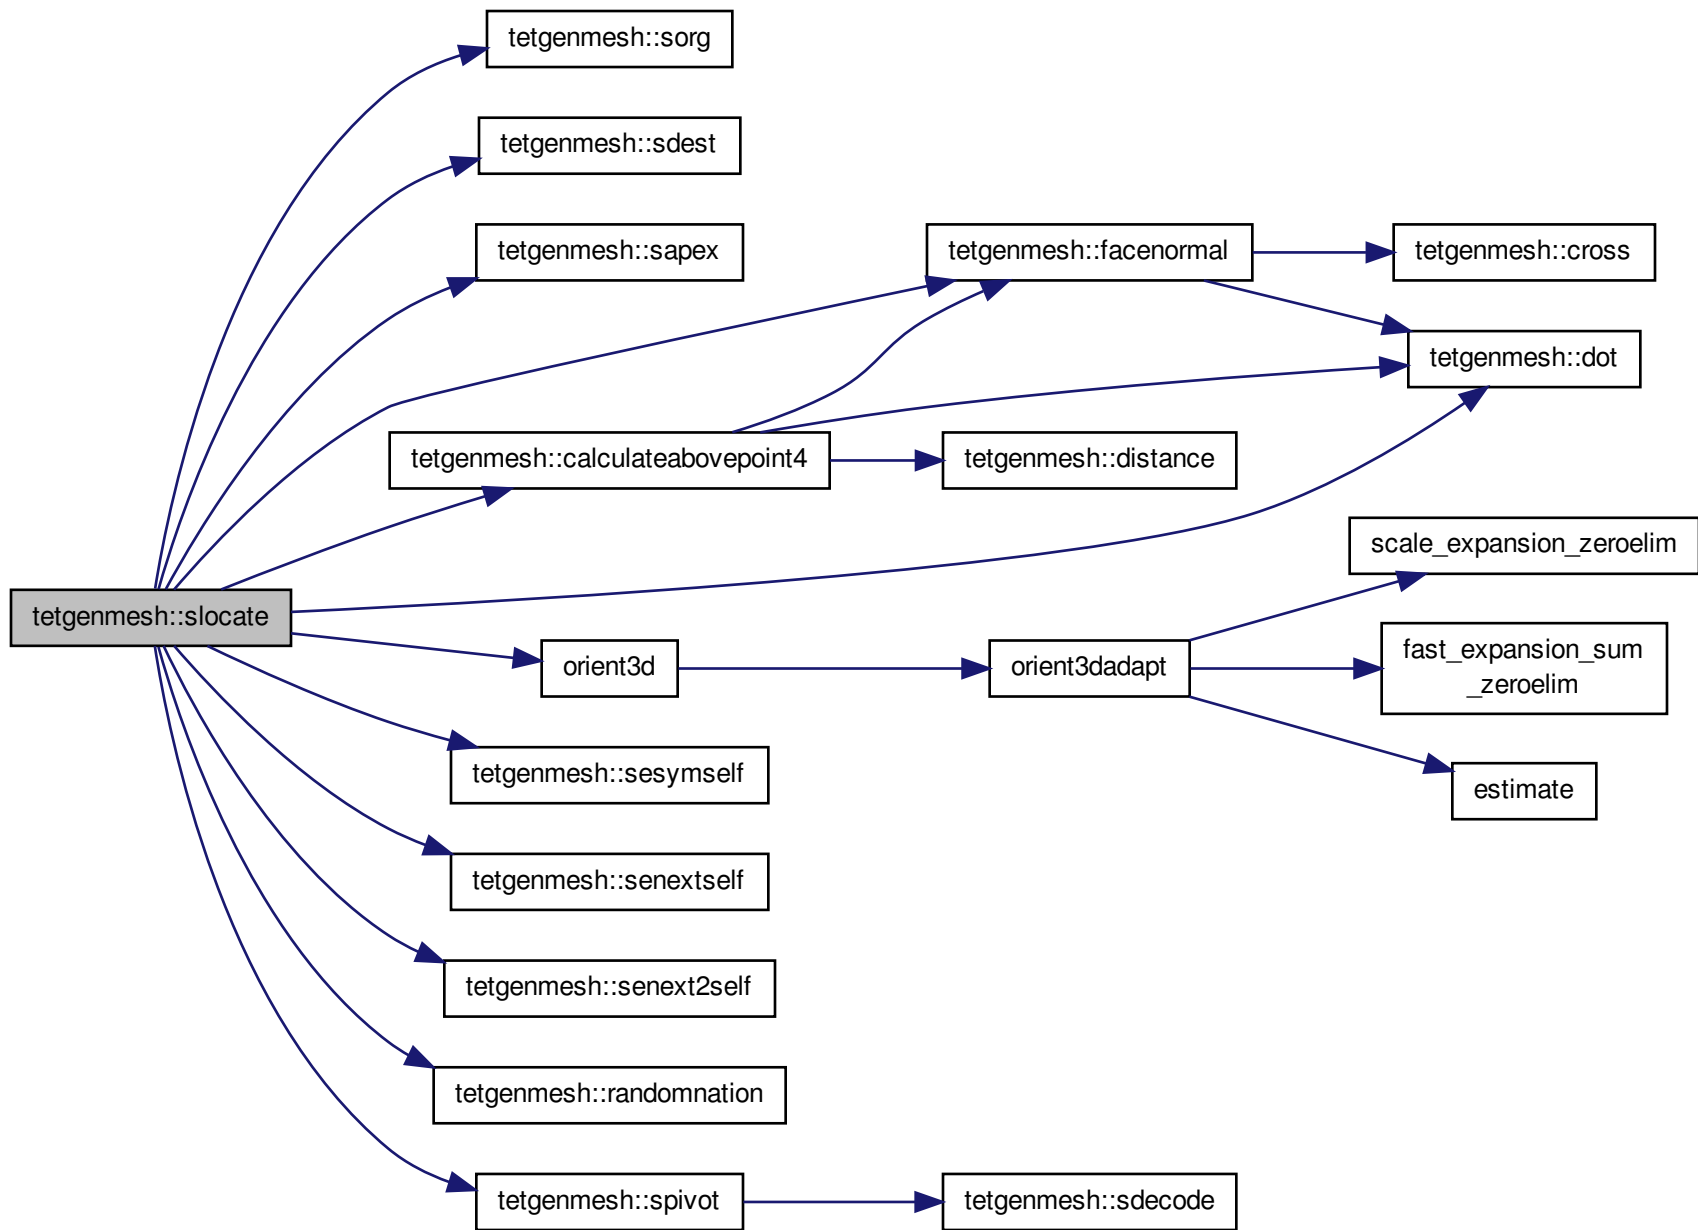 tetgenmesh::sorg
tetgenmesh::sdest
tetgenmesh::sapex
tetgenmesh::facenormal
tetgenmesh::cross
tetgenmesh::dot
tetgenmesh::calculateabovepoint4
tetgenmesh::distance
scale_expansion_zeroelim
tetgenmesh::slocate
orient3d
orient3dadapt
fast_expansion_sum
_zeroelim
tetgenmesh::sesymself
estimate
tetgenmesh::senextself
tetgenmesh::senext2self
tetgenmesh::randomnation
tetgenmesh::spivot
tetgenmesh::sdecode